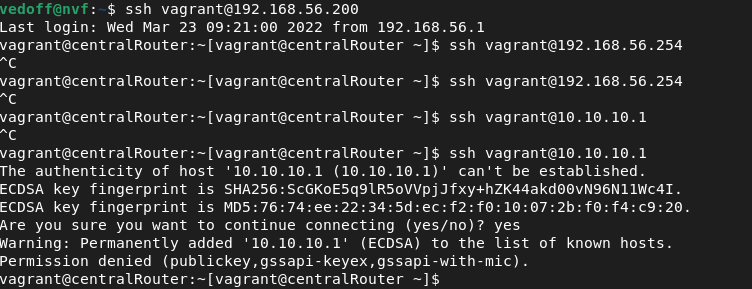 vedoff@nvf:~$ ssh vagrant@192.168.56.200
Last login: Wed Mar 23 09:21:00 2022 from 192.168.56.1
vagrant@centralRouter:~[vagrant@centralRouter ~]$ ssh vagrant@192.168.56.254
^C
vagrant@centralRouter:~[vagrant@centralRouter ~]$ ssh vagrant@192.168.56.254
^C
vagrant@centralRouter:~[vagrant@centralRouter ~]$ ssh vagrant@10.10.10.1
^C
vagrant@centralRouter:~[vagrant@centralRouter ~]$ ssh vagrant@10.10.10.1
The authenticity of host '10.10.10.1 (10.10.10.1)' can't be established.
ECDSA key fingerprint is SHA256:ScGKoE5q9lR5oVVpjJfxy+hZK44akd00vN96N11Wc4I.
ECDSA key fingerprint is MD5:76:74:ee:22:34:5d:ec:f2:f0:10:07:2b:f0:f4:c9:20.
Are you sure you want to continue connecting (yes/no)? yes
Warning: Permanently added '10.10.10.1' (ECDSA) to the list of known hosts.
Permission denied (publickey,gssapi-keyex,gssapi-with-mic).
vagrant@centralRouter:~[vagrant@centralRouter ~]$